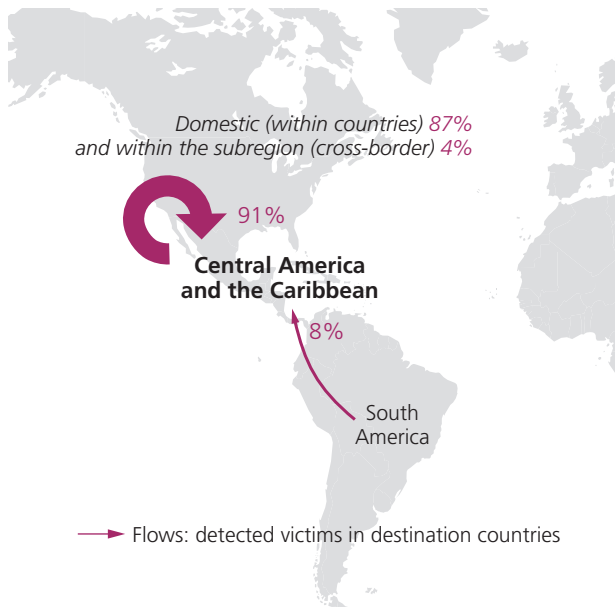 Domestic (within countries) 87%
and within the subregion (cross-border) 4%
91%
Central America
and the Caribbean
8%
South
America
Flows: detected victims in destination countries